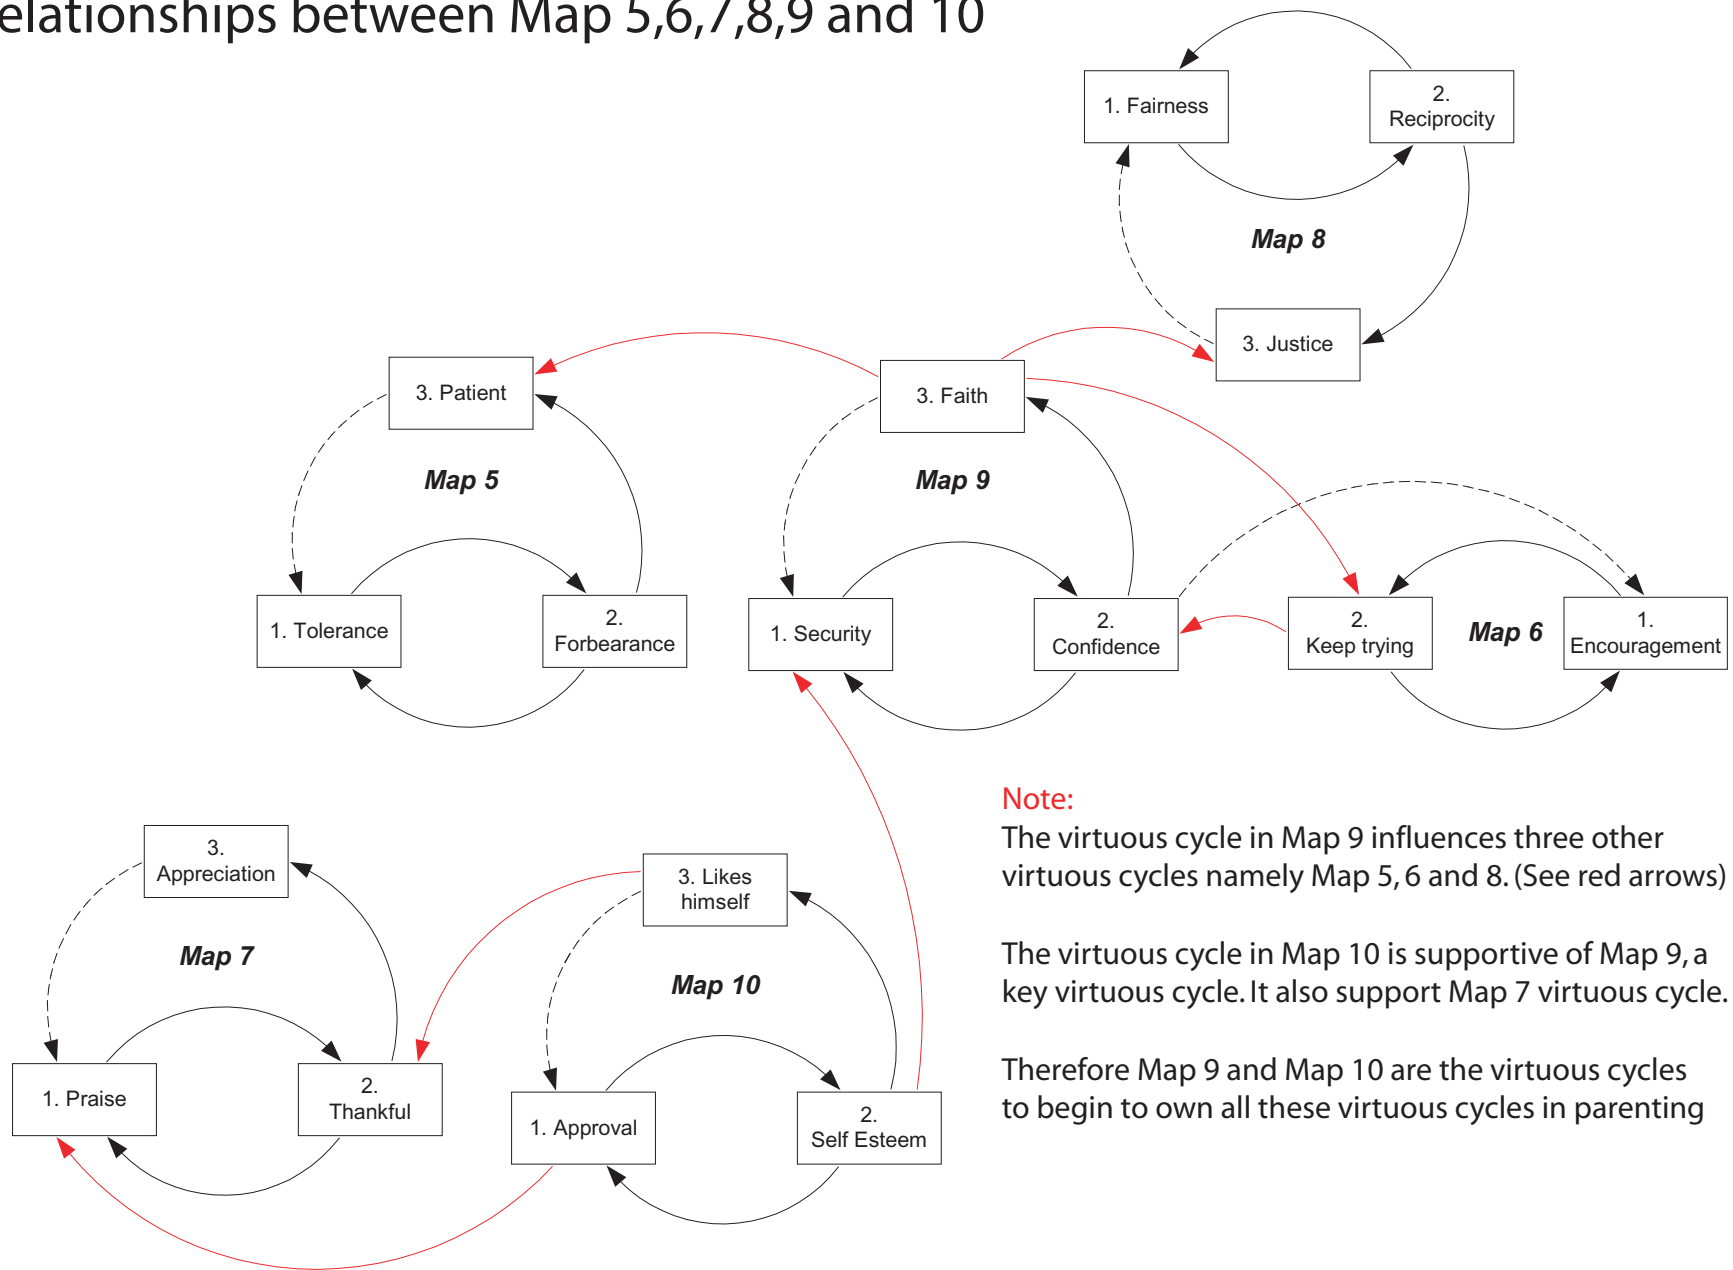 elationships between Map 5,6,7,8,9 and 10
1. Fairness
2.
Reciprocity
Map 8
3. Justice
3. Patient
Map 5
1. Tolerance
2.
Forbearance
3. Faith
Map 9
1. Security
2.
Confidence
2.
Keep trying
Map 6
1.
Encouragement
3.
Appreciation
Map 7
1. Praise
2.
Thankful
3. Likes
himself
Map 10
1. Approval
2.
Self Esteem
Note:
The virtuous cycle in Map 9 influences three other
virtuous cycles namely Map 5, 6 and 8. (See red arrows)
The virtuous cycle in Map 10 is supportive of Map 9, a
key virtuous cycle. It also support Map 7 virtuous cycle.
Therefore Map 9 and Map 10 are the virtuous cycles
to begin to own all these virtuous cycles in parenting